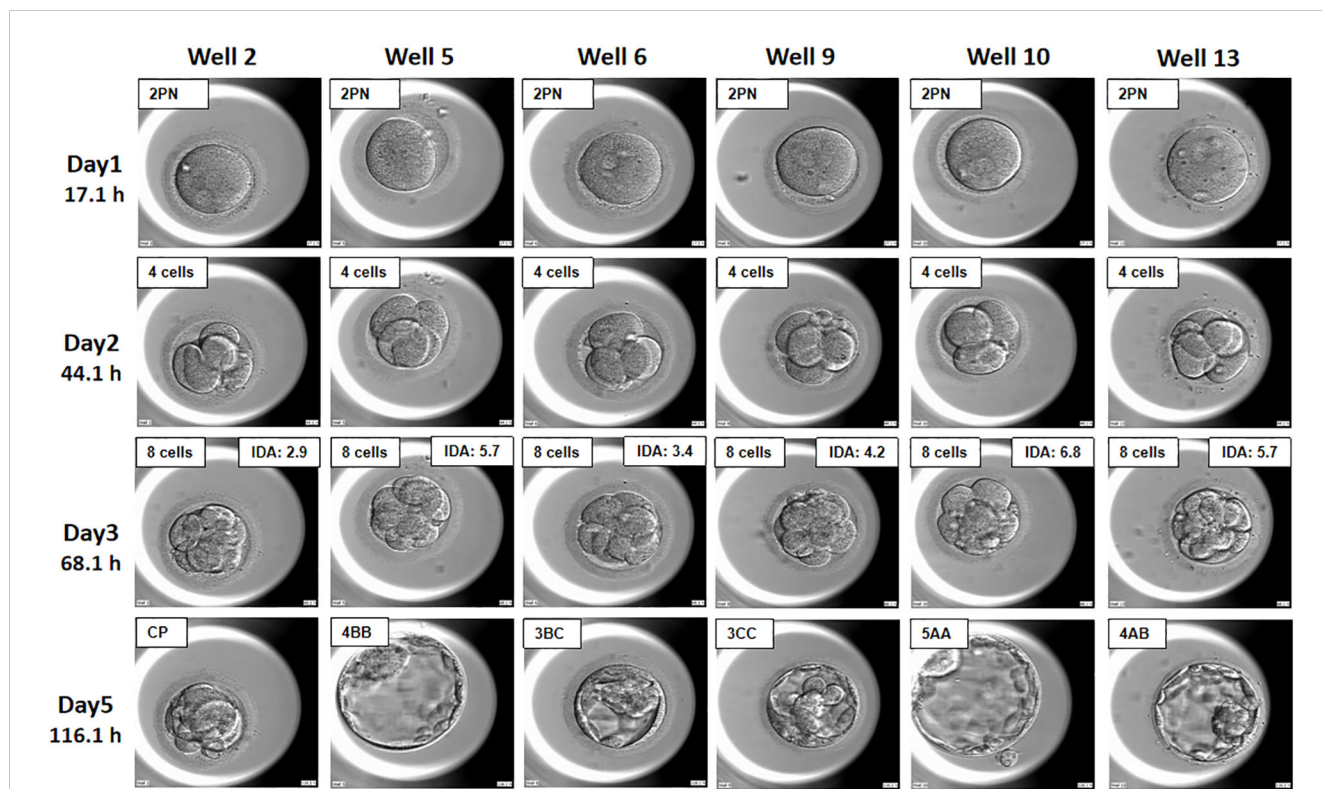 Well 2 Well 5 Well 6 Well 9 Well 10 Well 13
2PN 2PN 2PN 2PN 2PN 2PN
Day1
17.1 h
4 cells 4 cells 4 cells 4 cells 4 cells 4 cells
Day2
44.1 h
8 cells IDA: 2.9 8 cells IDA: 5.7 8 cells IDA: 3.4 8 cells IDA: 4.2 8 cells IDA: 6.8 8 cells IDA: 5.7
Day3
68.1 h
CP 4BB 3BC 3CC 5AA 4AB
Day5
116.1 h